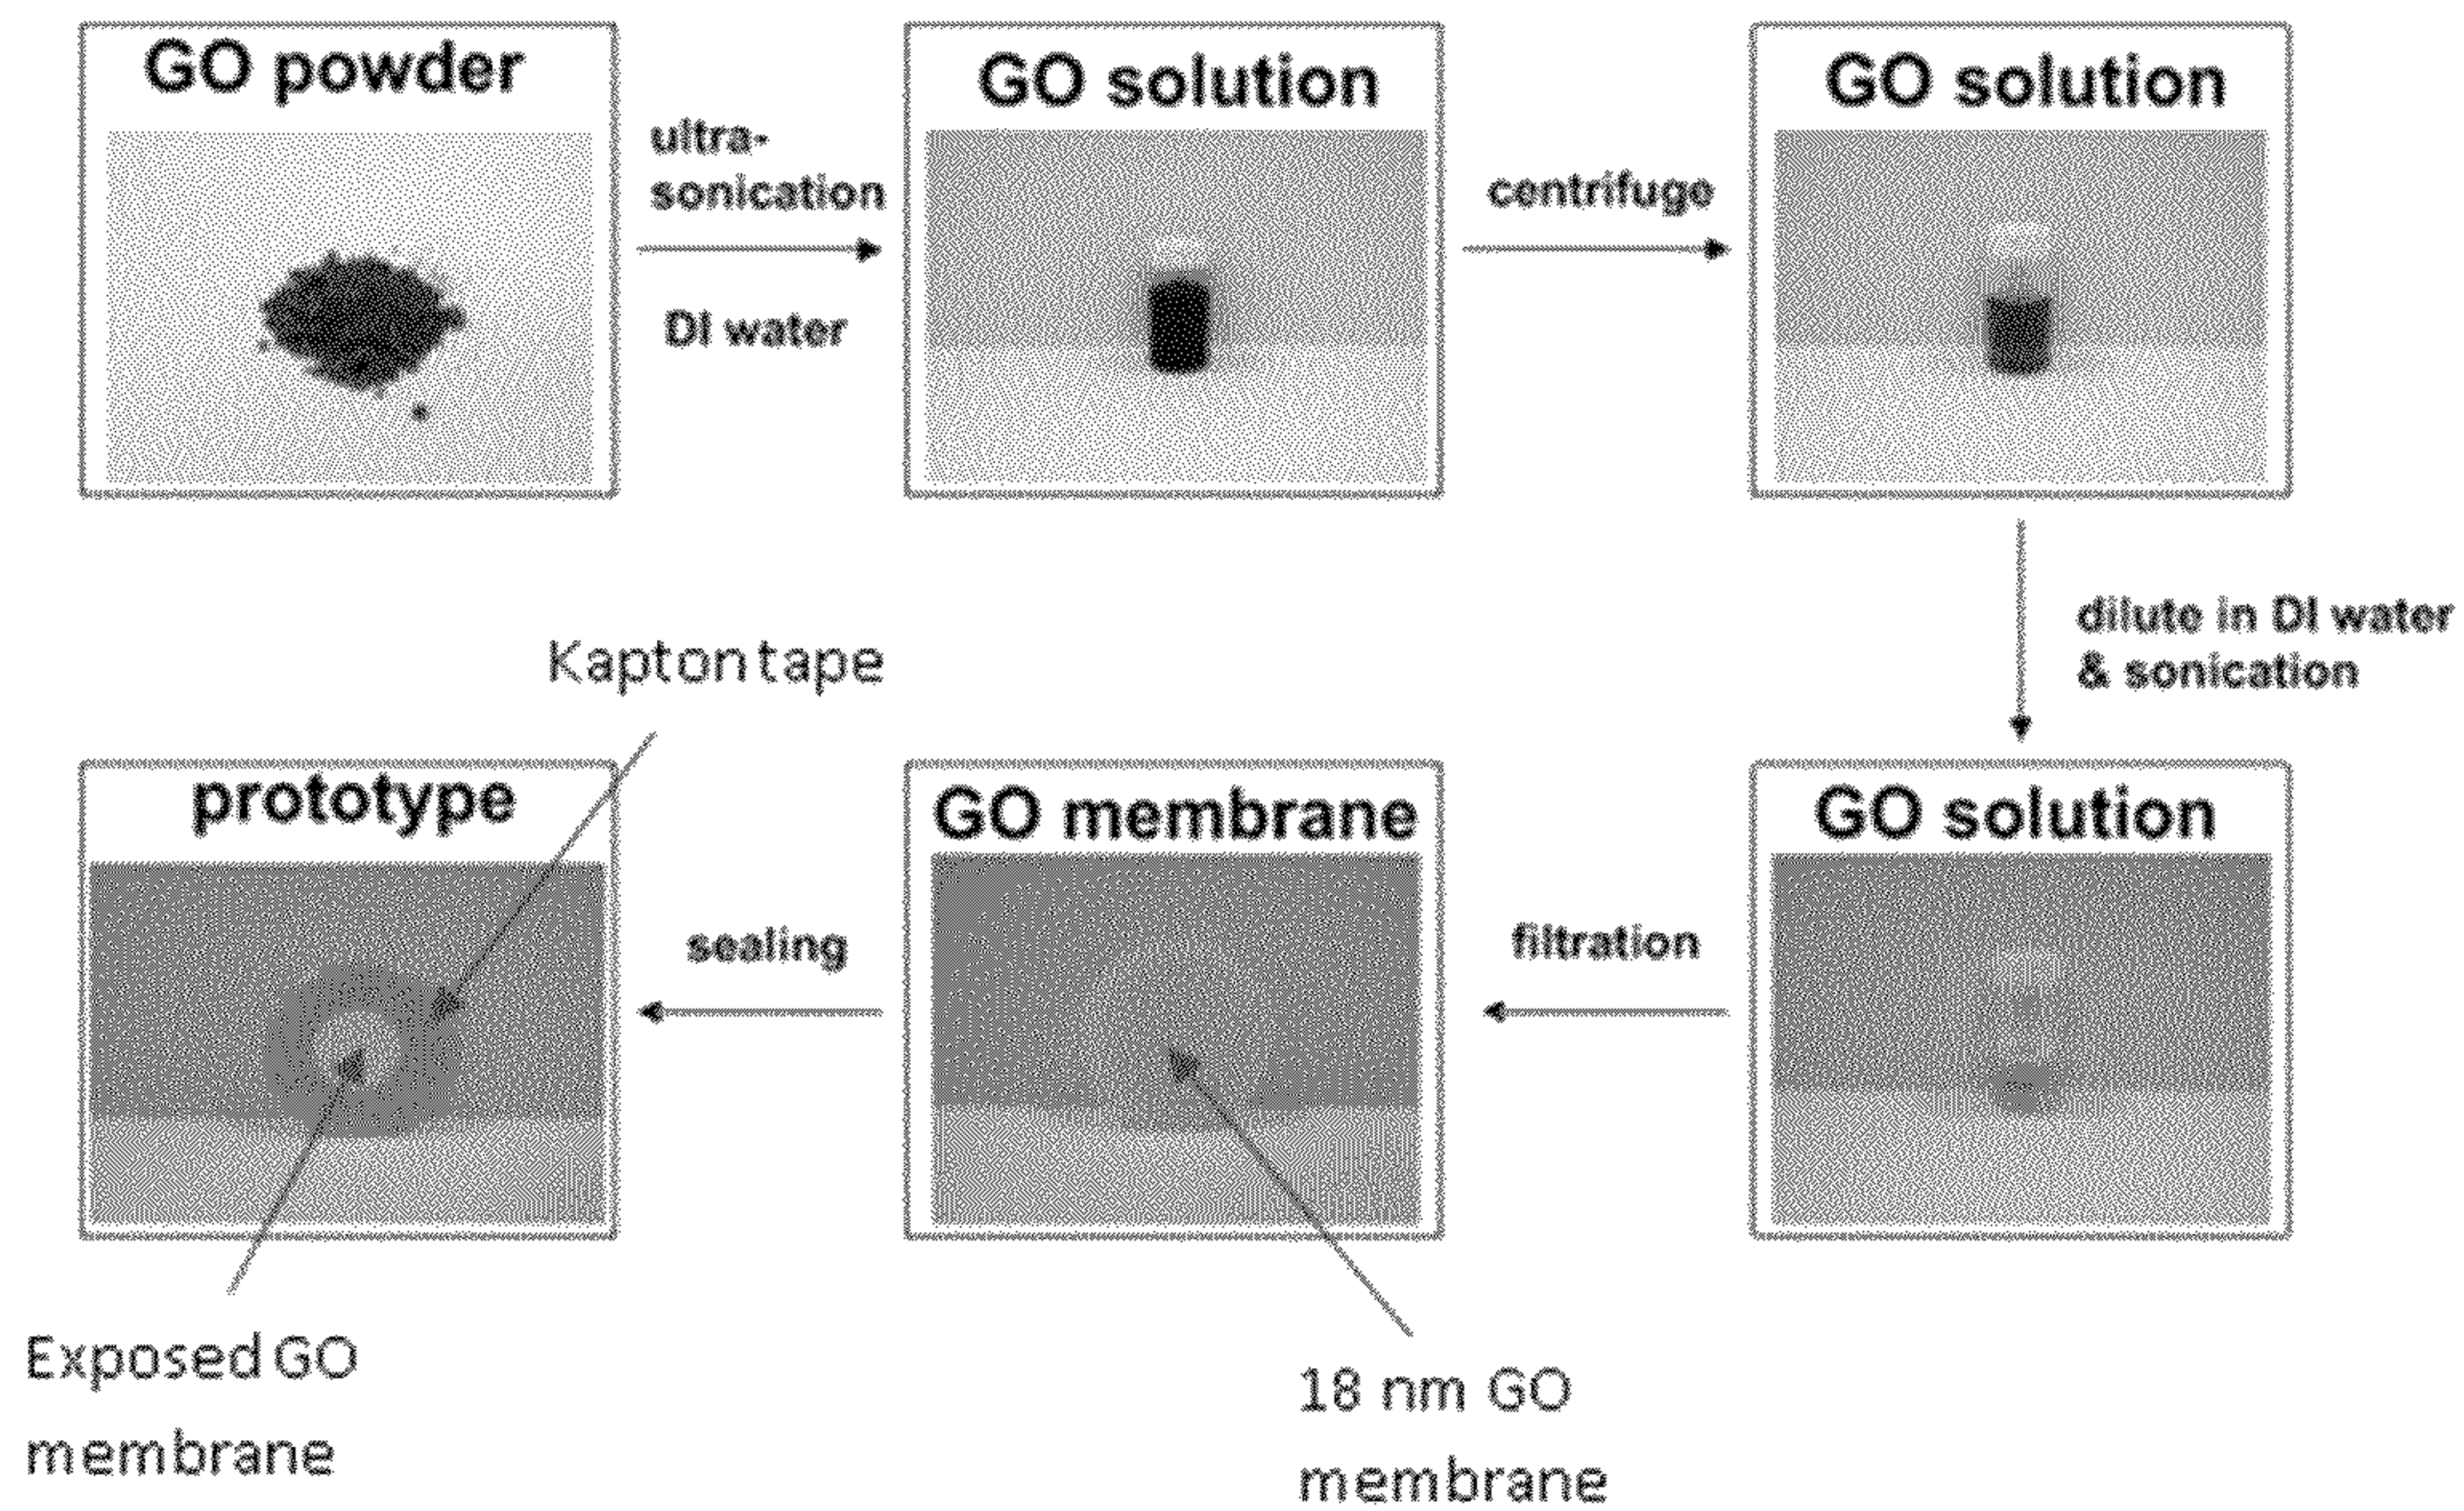 GO powder
ultra-
sonication
DI water
GO solution
centrifuge
GO solution
dilute in DI water
& sonication
GO solution
filtration
GO membrane
18 nm GO
membrane
sealing
prototype
Kapton tape
Exposed GO
membrane